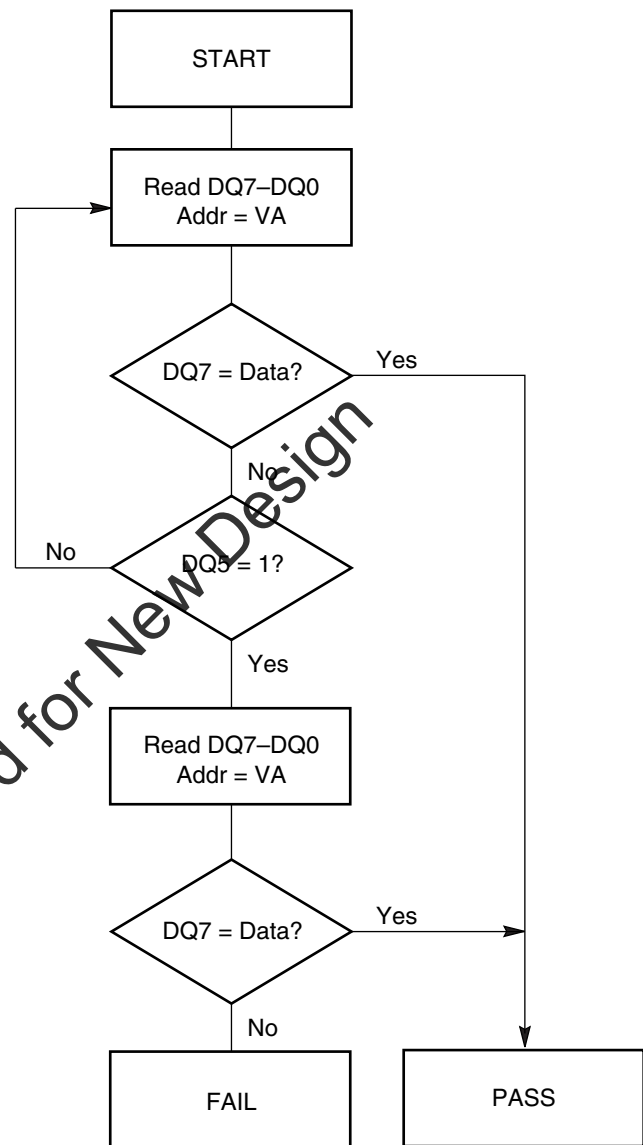 START
Read DQ7–DQ0
Addr = VA
DQ7 = Data?
Yes
No
DQ5 = 1?
No
Yes
Read DQ7–DQ0
Addr = VA
DQ7 = Data?
Yes
No
FAIL
PASS
for New Design